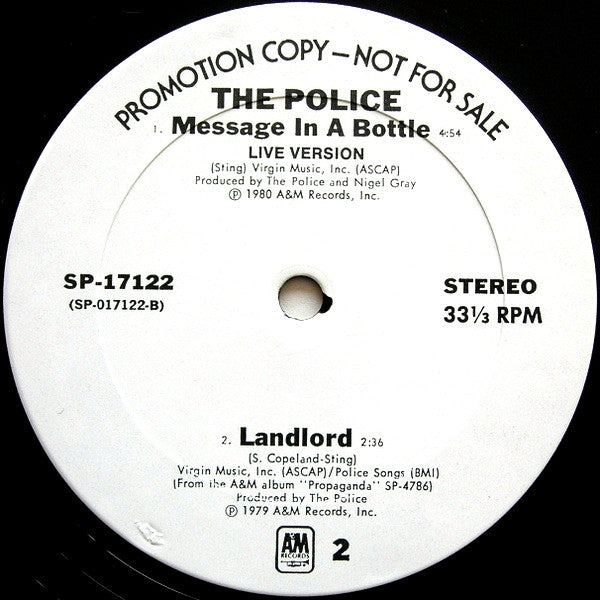 PROMOTION COPY—NOT FOR SALE
THE POLICE
1. Message In A Bottle 4:54
LIVE VERSION
(Sting) Virgin Music, Inc. (ASCAP)
Produced by The Police and Nigel Gray
Ⓟ 1980 A&M Records, Inc.
SP-17122
(SP-017122-B)
STEREO
33⅓ RPM
2. Landlord 2:36
(S. Copeland-Sting)
Virgin Music, Inc. (ASCAP)/Police Songs (BMI)
(From the A&M album "Propaganda" SP-4786)
Produced by The Police
Ⓟ 1979 A&M Records, Inc.
A&M
RECORDS
2